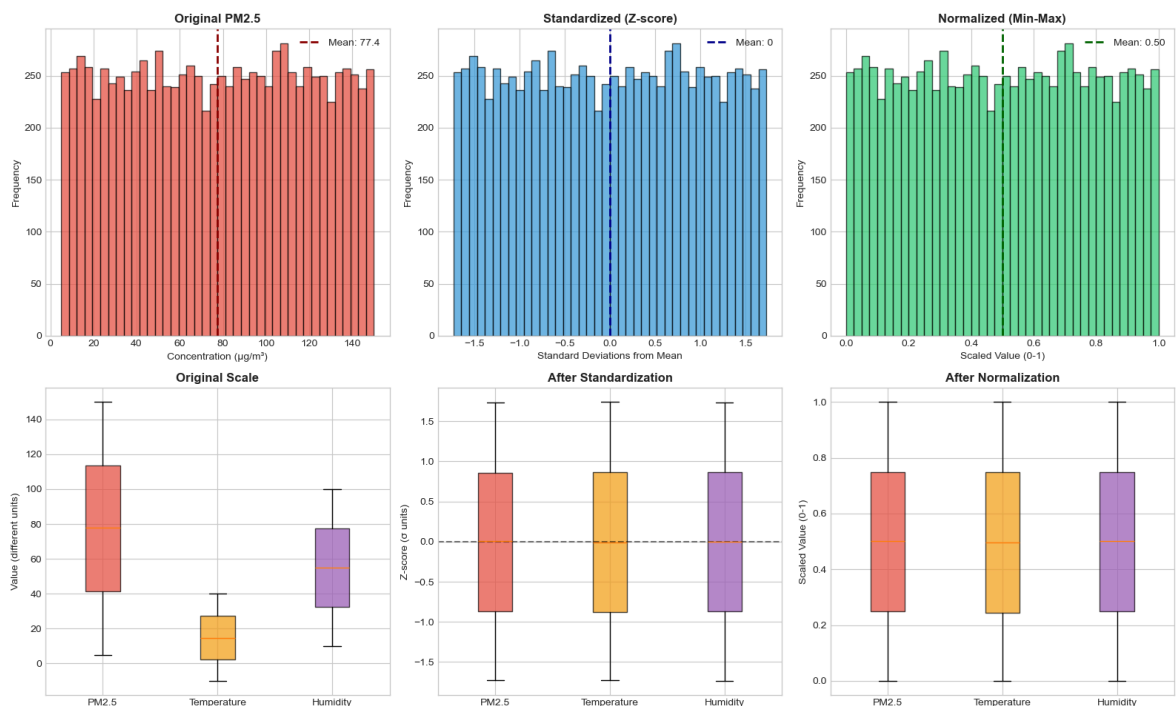 Original PM2.5
Mean: 77.4
Frequency
250
200
150
100
50
0
20 40 60 80 100 120 140
Concentration (µg/m³)
Standardized (Z-score)
Mean: 0
Frequency
250
200
150
100
50
0
−1.5 −1.0 −0.5 0.0 0.5 1.0 1.5
Standard Deviations from Mean
Normalized (Min-Max)
Mean: 0.50
Frequency
250
200
150
100
50
0
0.0 0.2 0.4 0.6 0.8 1.0
Scaled Value (0-1)
Original Scale
Value (different units)
140
120
100
80
60
40
20
0
PM2.5 Temperature Humidity
After Standardization
Z-score (σ units)
1.5
1.0
0.5
0.0
−0.5
−1.0
−1.5
PM2.5 Temperature Humidity
After Normalization
Scaled Value (0-1)
1.0
0.8
0.6
0.4
0.2
0.0
PM2.5 Temperature Humidity